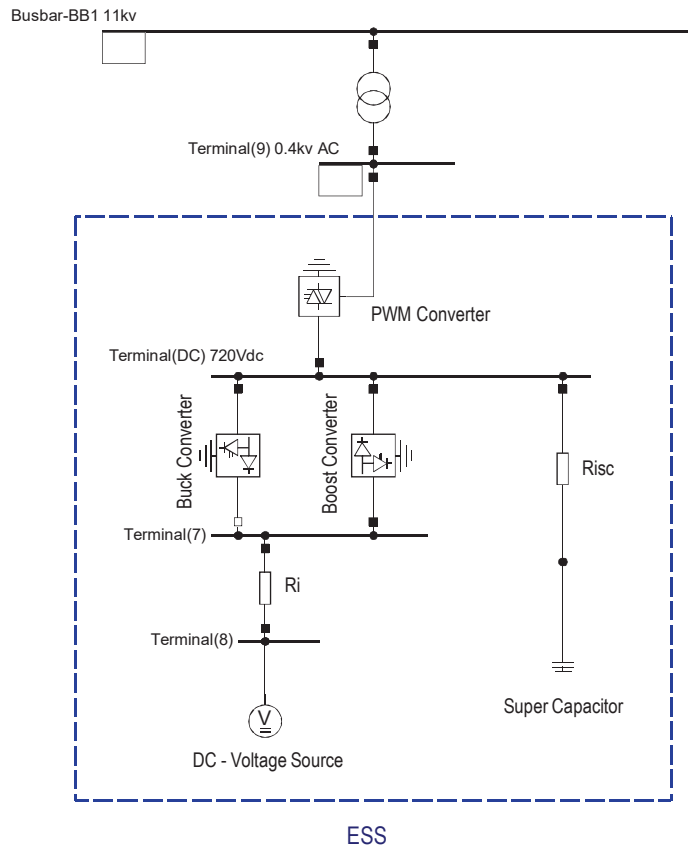 Busbar-BB1 11kv
Terminal(9) 0.4kv AC
PWM Converter
Terminal(DC) 720Vdc
Buck Converter
Boost Converter
Risc
Terminal(7)
Ri
Terminal(8)
Super Capacitor
V
DC - Voltage Source
ESS